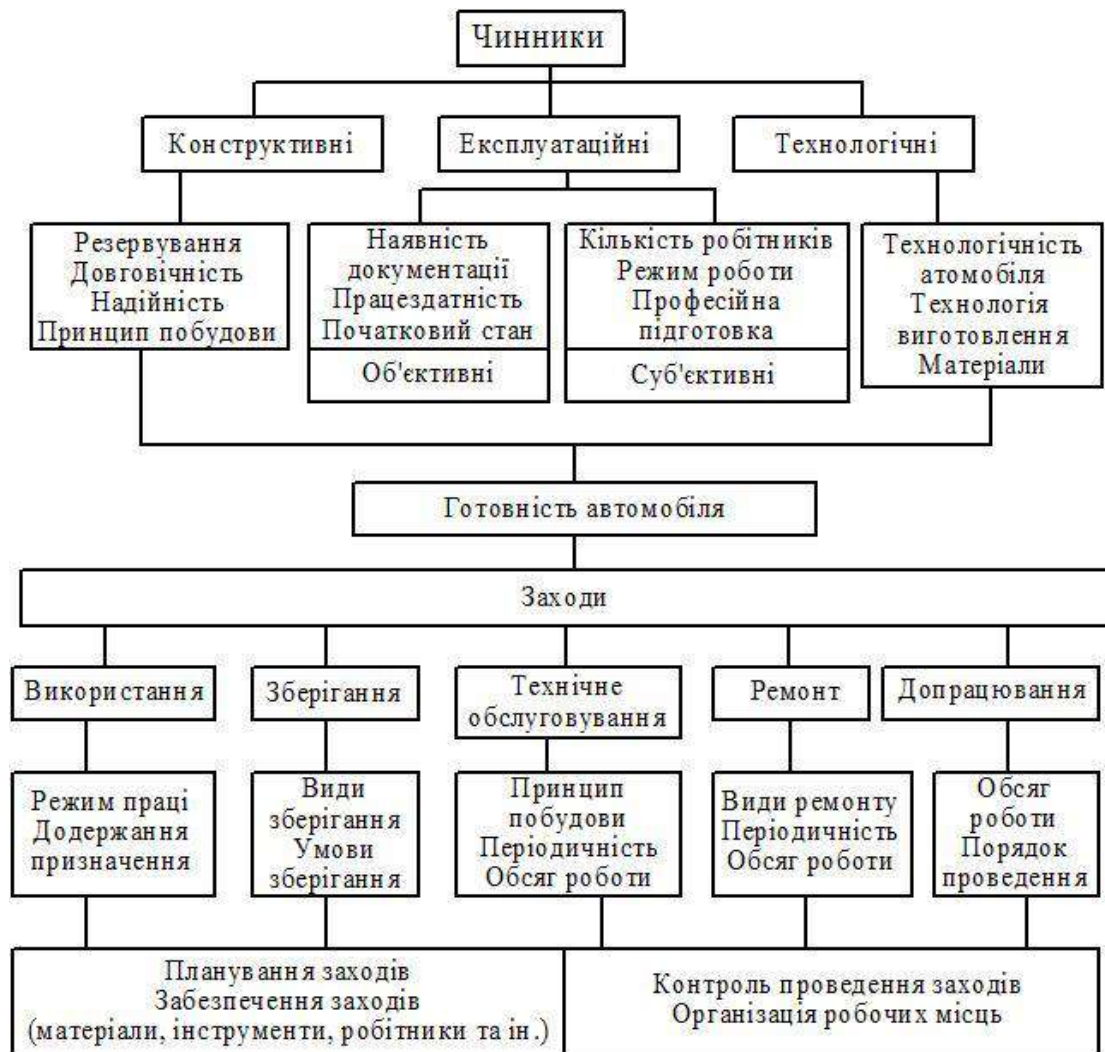 Чинники
Конструктивні
Експлуатаційні
Технологічні
Резервування
Довговічність
Надійність
Принцип побудови
Наявність
документації
Працездатність
Початковий стан
Об'єктивні
Кількість робітників
Режим роботи
Професійна
підготовка
Суб'єктивні
Технологічність
атомобіля
Технологія
виготовлення
Матеріали
Готовність автомобіля
Заходи
Використання
Зберігання
Технічне
обслуговування
Ремонт
Допрацювання
Режим праці
Додержання
призначення
Види
зберігання
Умови
зберігання
Принцип
побудови
Періодичність
Обсяг роботи
Види ремонту
Періодичність
Обсяг роботи
Обсяг
роботи
Порядок
проведення
Планування заходів
Забезпечення заходів
(матеріали, інструменти, робітники та ін.)
Контроль проведення заходів
Організація робочих місць